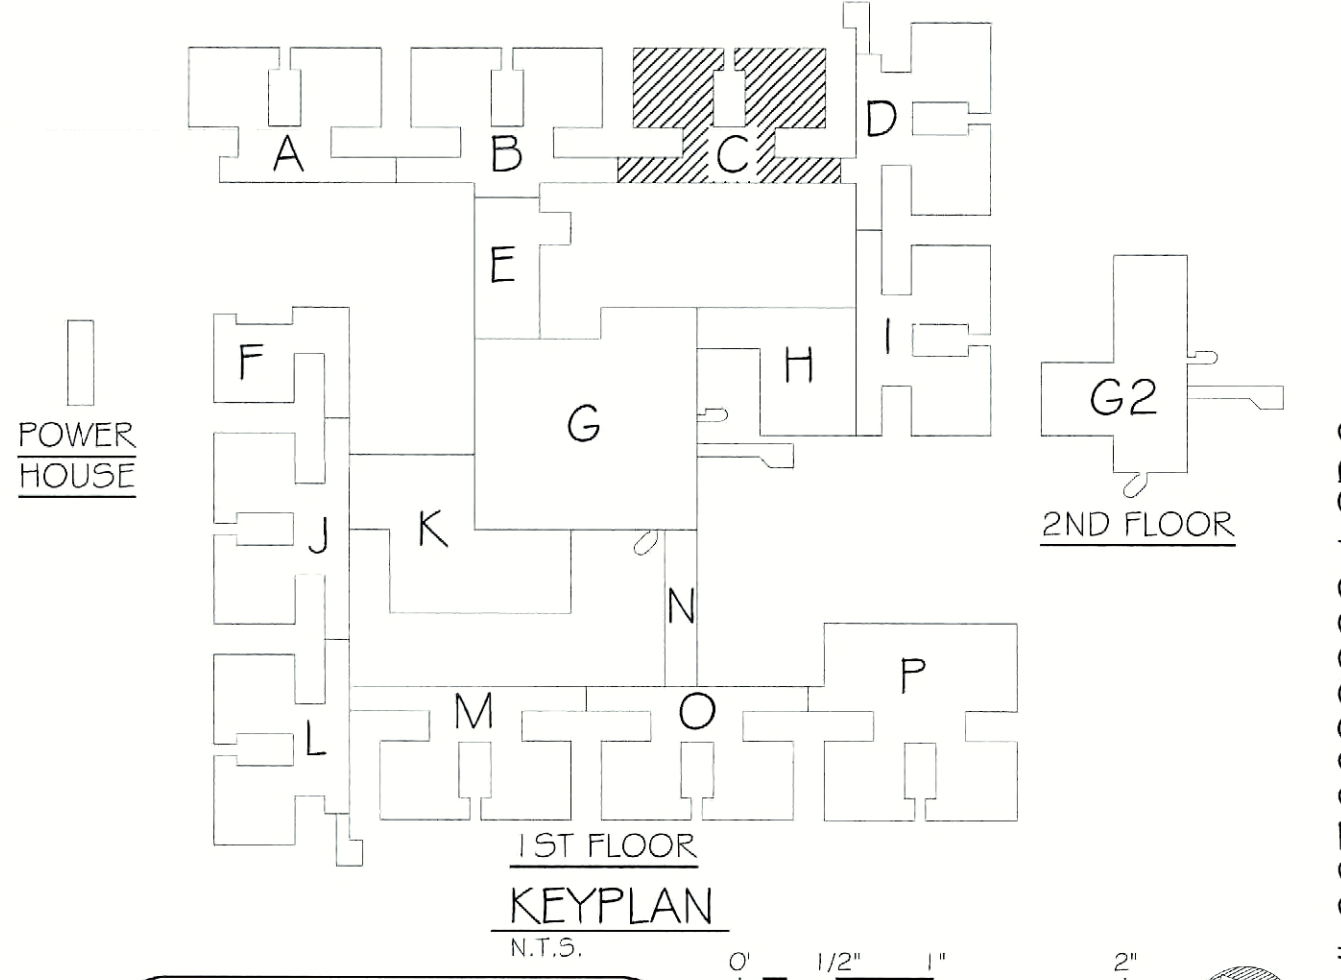 A
B
C
D
E
F
G
H
I
G2
POWER
HOUSE
2ND FLOOR
J
K
N
P
M
O
L
1ST FLOOR
KEYPLAN
N.T.S.
0' 1/2" 1" 2"